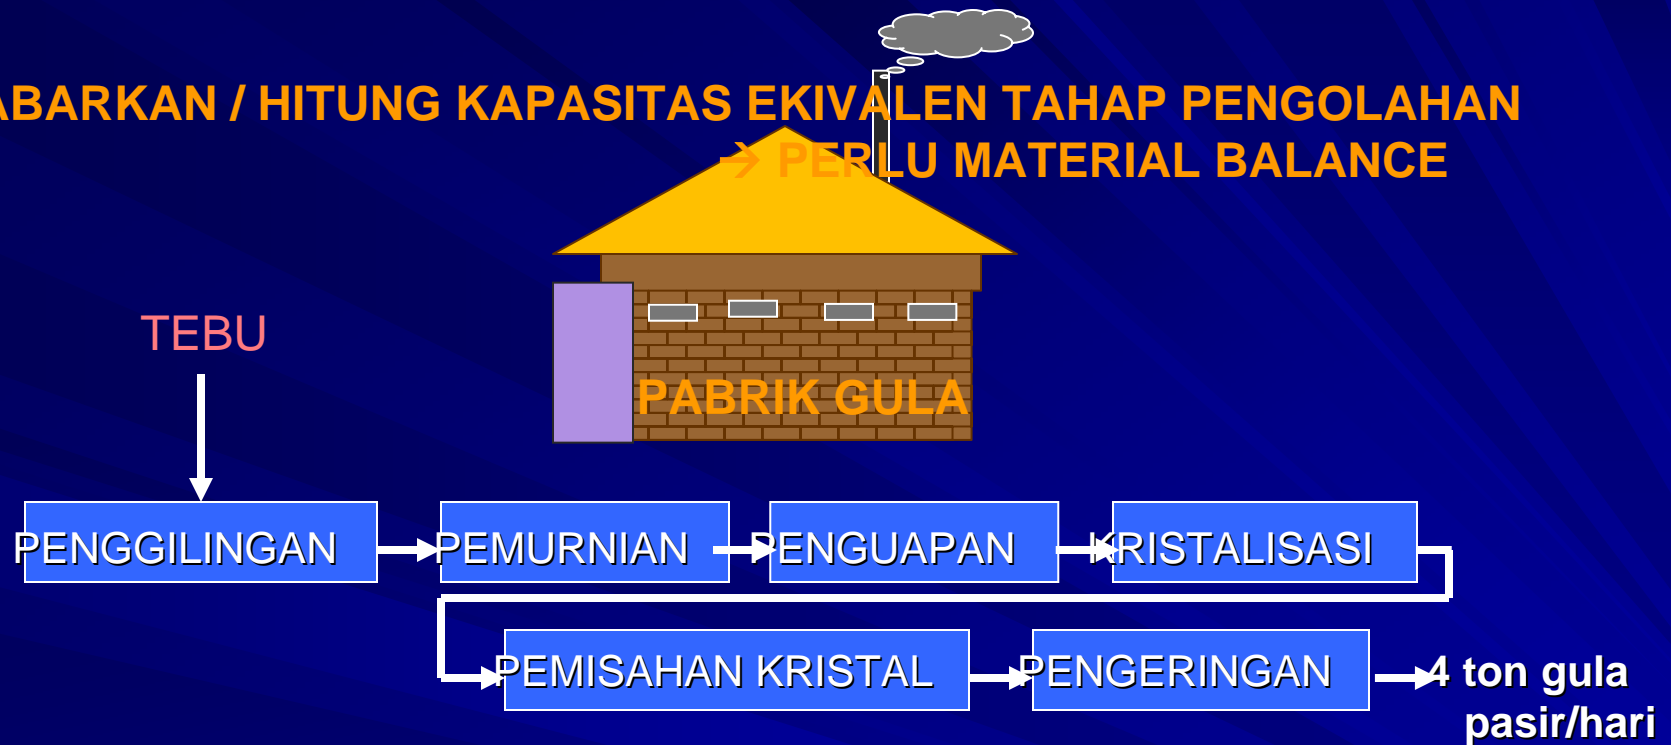 ABARKAN / HITUNG KAPASITAS EKIVALEN TAHAP PENGOLAHAN
→ PERLU MATERIAL BALANCE
TEBU
PABRIK GULA
PENGGILINGAN
PEMURNIAN
PENGUAPAN
KRISTALISASI
PEMISAHAN KRISTAL
PENGERINGAN
4 ton gula
pasir/hari